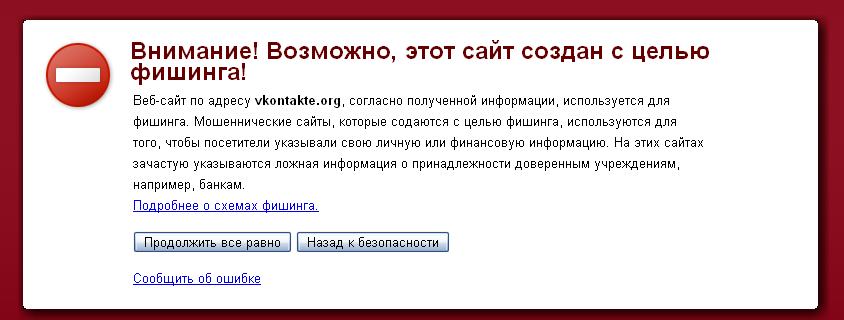 Внимание! Возможно, этот сайт создан с целью
фишинга!
Веб-сайт по адресу vkontakte.org, согласно полученной информации, используется для
фишинга. Мошеннические сайты, которые содаются с целью фишинга, используются для
того, чтобы посетители указывали свою личную или финансовую информацию. На этих сайтах
зачастую указываются ложная информация о принадлежности доверенным учреждениям,
например, банкам.
Подробнее о схемах фишинга.
Продолжить все равно Назад к безопасности
Сообщить об ошибке